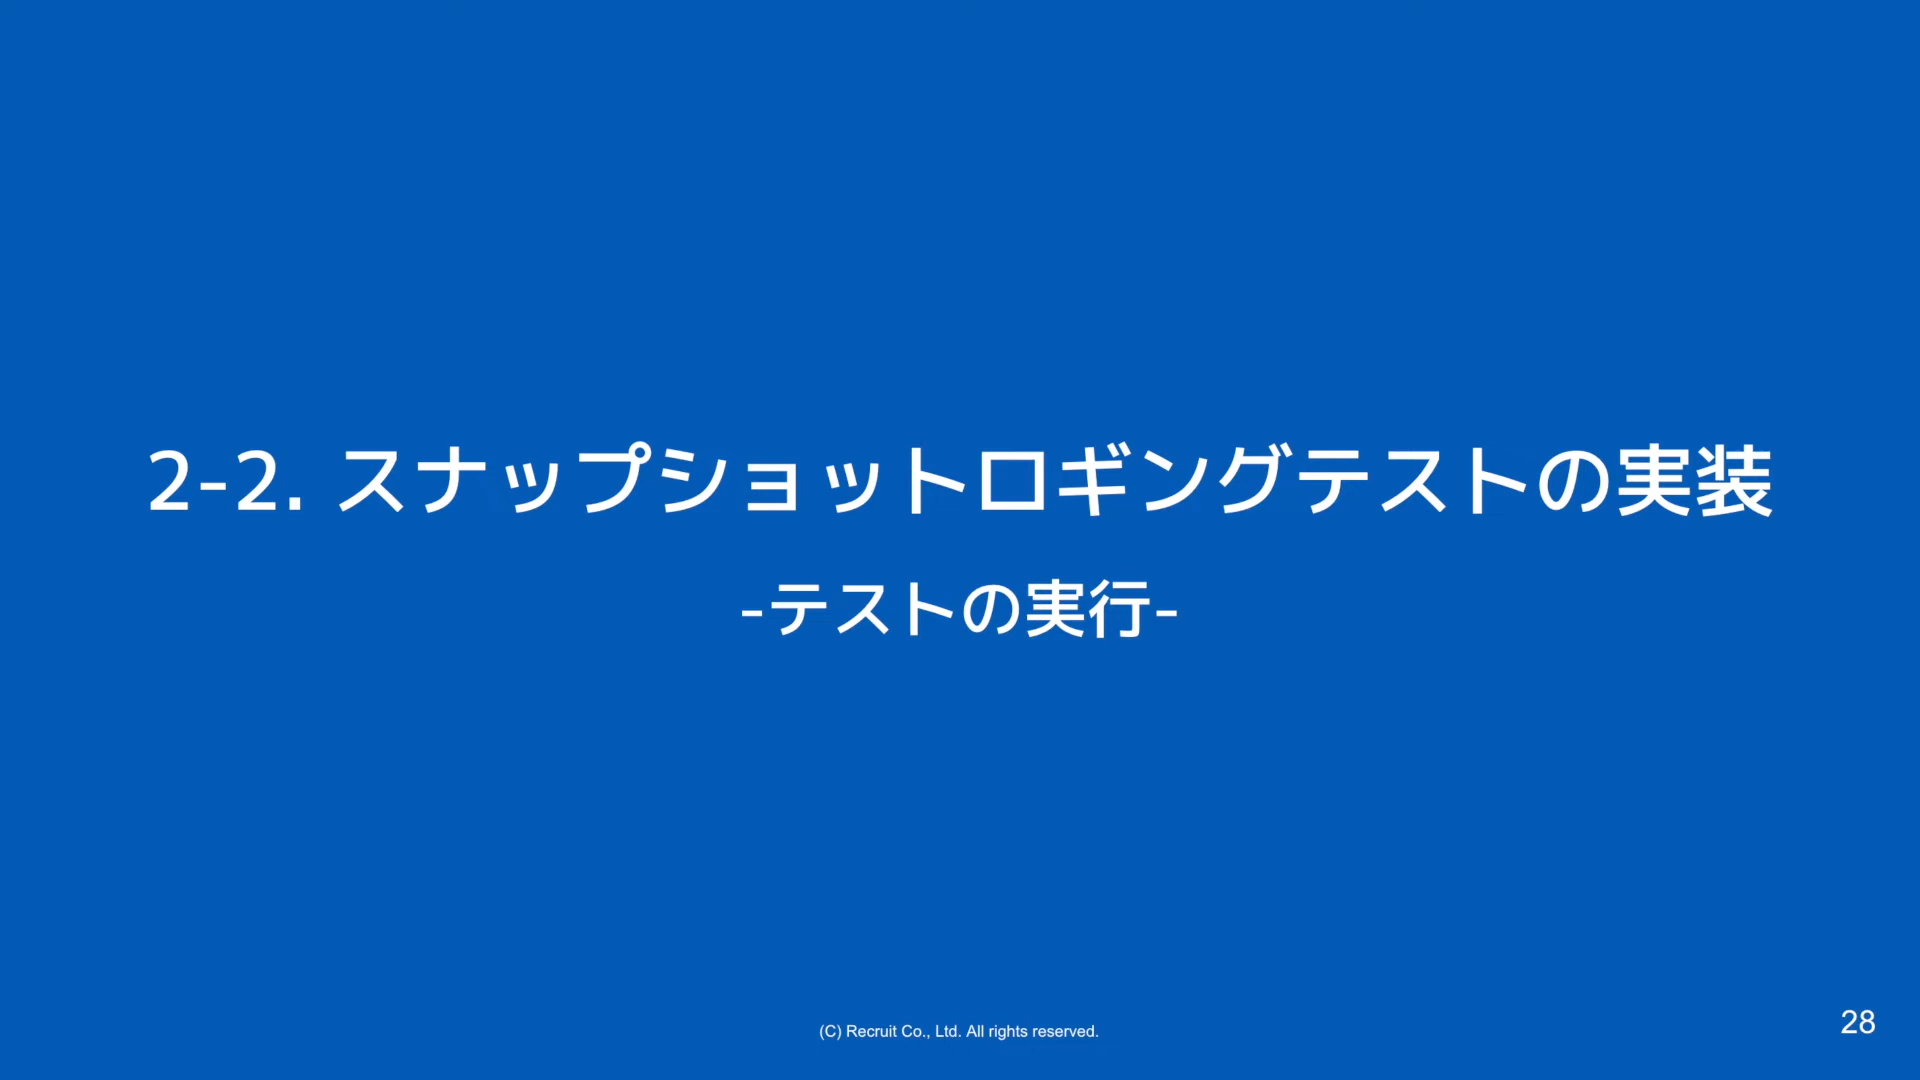 2-2. スナップショットロギングテストの実装
-テストの実行-
(C) Recruit Co., Ltd. All rights reserved.
28